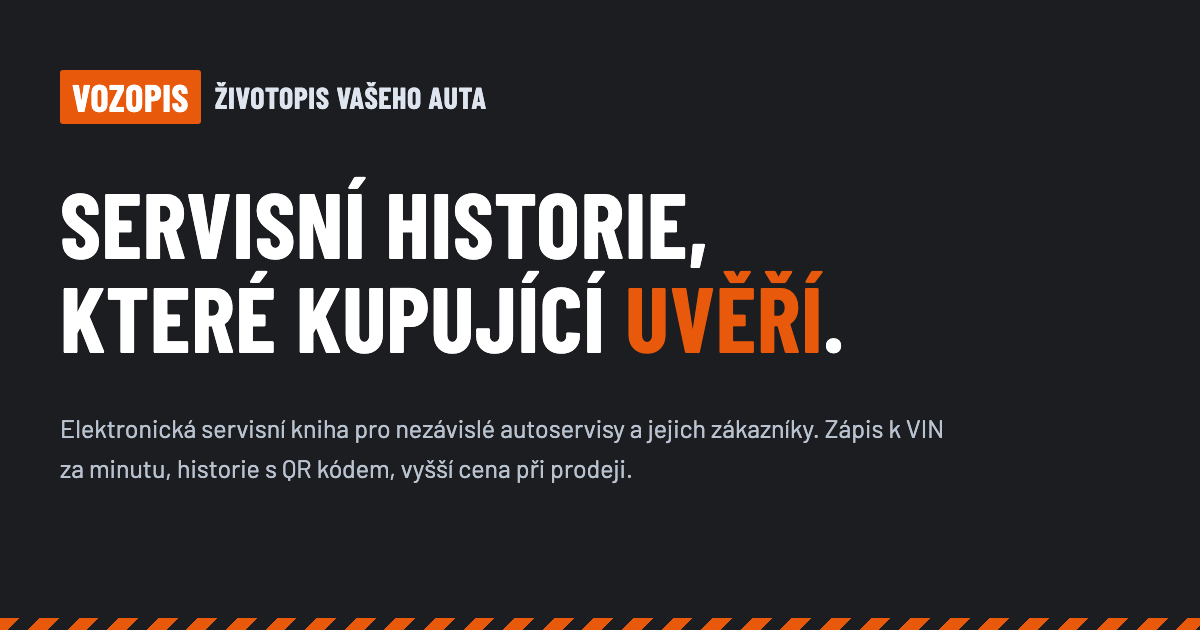 VOZOPIS ŽIVOTOPIS VAŠEHO AUTA
SERVISNÍ HISTORIE,
KTERÉ KUPUJÍCÍ UVĚŘÍ.
Elektronická servisní kniha pro nezávislé autoservisy a jejich zákazníky. Zápis k VIN
za minutu, historie s QR kódem, vyšší cena při prodeji.